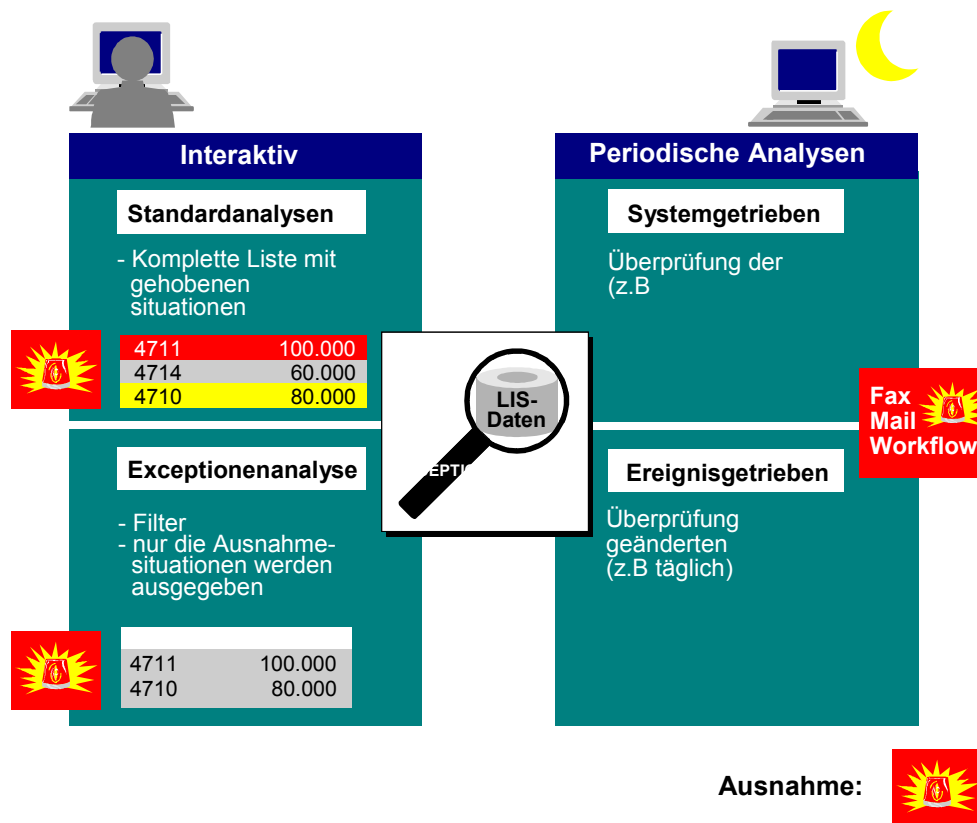 Interaktiv
Standardanalysen
- Komplette Liste mit
gehobenen
situationen
4711 100.000
4714 60.000
4710 80.000
Exceptionenanalyse
- Filter
- nur die Ausnahme-
situationen werden
ausgegeben
4711 100.000
4710 80.000
LIS-
Daten
EPTIO
Periodische Analysen
Systemgetrieben
Überprüfung der
(z.B
Fax
Mail
Workflow
Ereignisgetrieben
Überprüfung
geänderten
(z.B täglich)
Ausnahme: